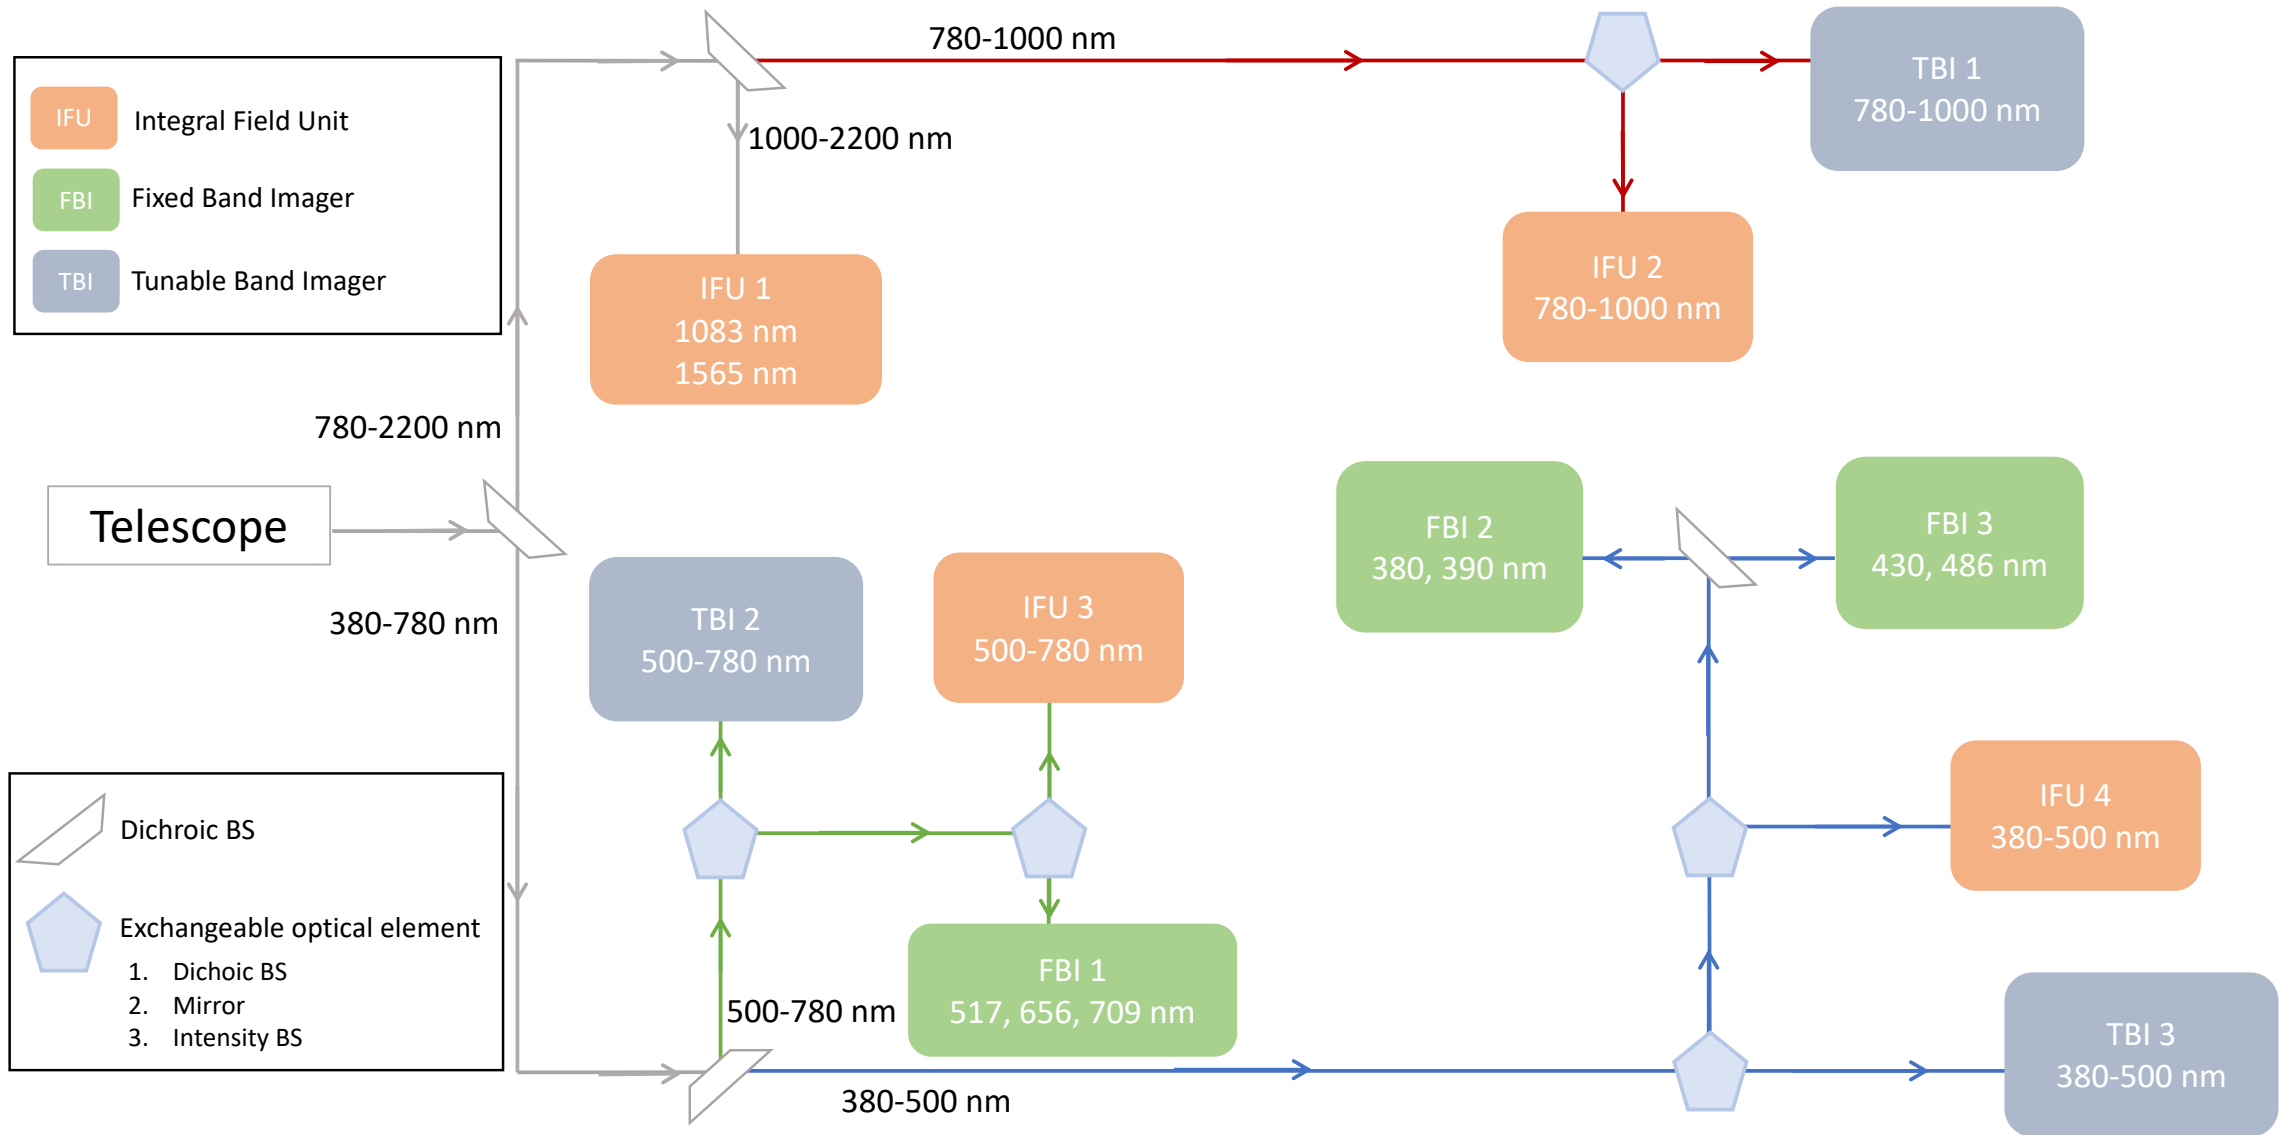 780-1000 nm
TBI 1
780-1000 nm
IFU
Integral Field Unit
1000-2200 nm
FBI
Fixed Band Imager
TBI
Tunable Band Imager
IFU 1
1083 nm
1565 nm
IFU 2
780-1000 nm
780-2200 nm
Telescope
380-780 nm
FBI 2
380, 390 nm
FBI 3
430, 486 nm
TBI 2
500-780 nm
IFU 3
500-780 nm
IFU 4
380-500 nm
Dichroic BS
Exchangeable optical element
1. Dichoic BS
2. Mirror
3. Intensity BS
FBI 1
517, 656, 709 nm
500-780 nm
380-500 nm
TBI 3
380-500 nm